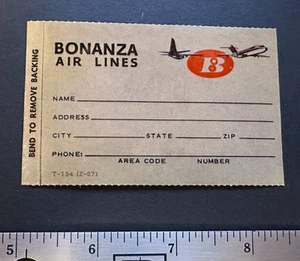 BONANZA
AIR LINES
B
NAME
ADDRESS
CITY STATE ZIP
PHONE:
AREA CODE NUMBER
T-154 (2-67)
BEND TO REMOVE BACKING
5 6 7 8